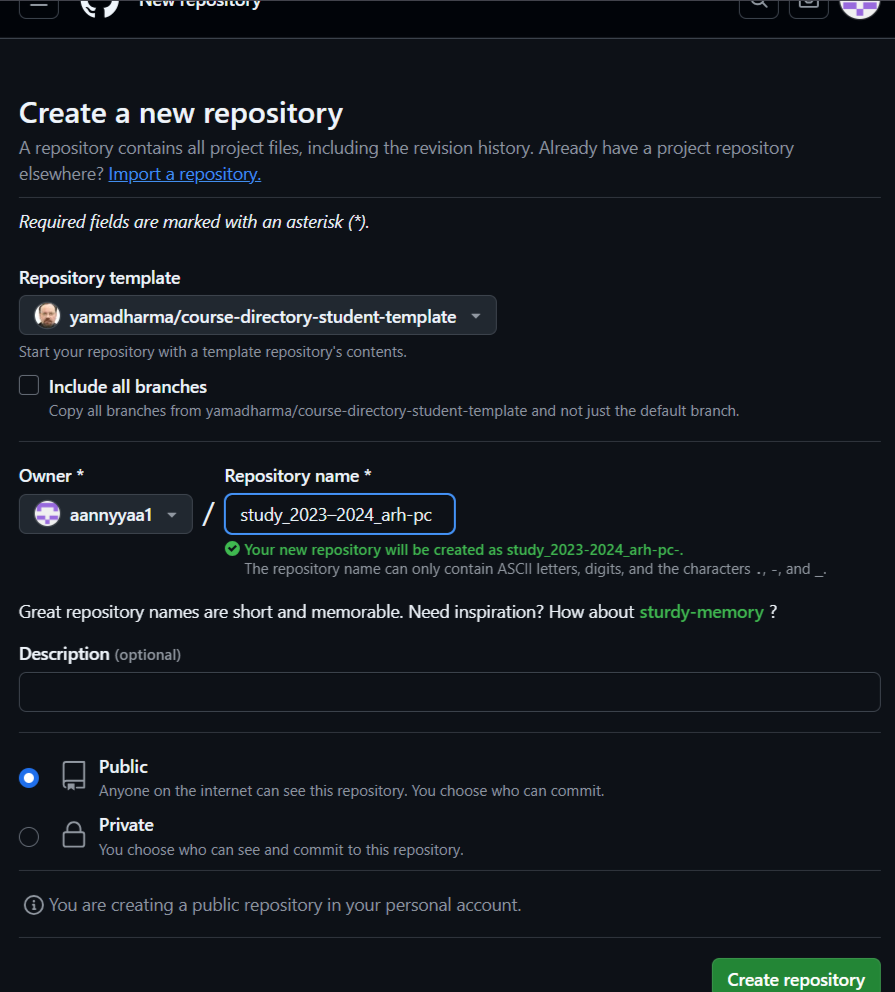 New repository
Create a new repository
A repository contains all project files, including the revision history. Already have a project repository
elsewhere? Import a repository.
Required fields are marked with an asterisk (*).
Repository template
yamadharma/course-directory-student-template
Start your repository with a template repository's contents.
Include all branches
Copy all branches from yamadharma/course-directory-student-template and not just the default branch.
Owner *
Repository name *
aannyyaa1
/
study_2023–2024_arh-pc
Your new repository will be created as study_2023-2024_arh-pc-.
The repository name can only contain ASCII letters, digits, and the characters ., -, and _.
Great repository names are short and memorable. Need inspiration? How about sturdy-memory ?
Description (optional)
Public
Anyone on the internet can see this repository. You choose who can commit.
Private
You choose who can see and commit to this repository.
You are creating a public repository in your personal account.
Create repository